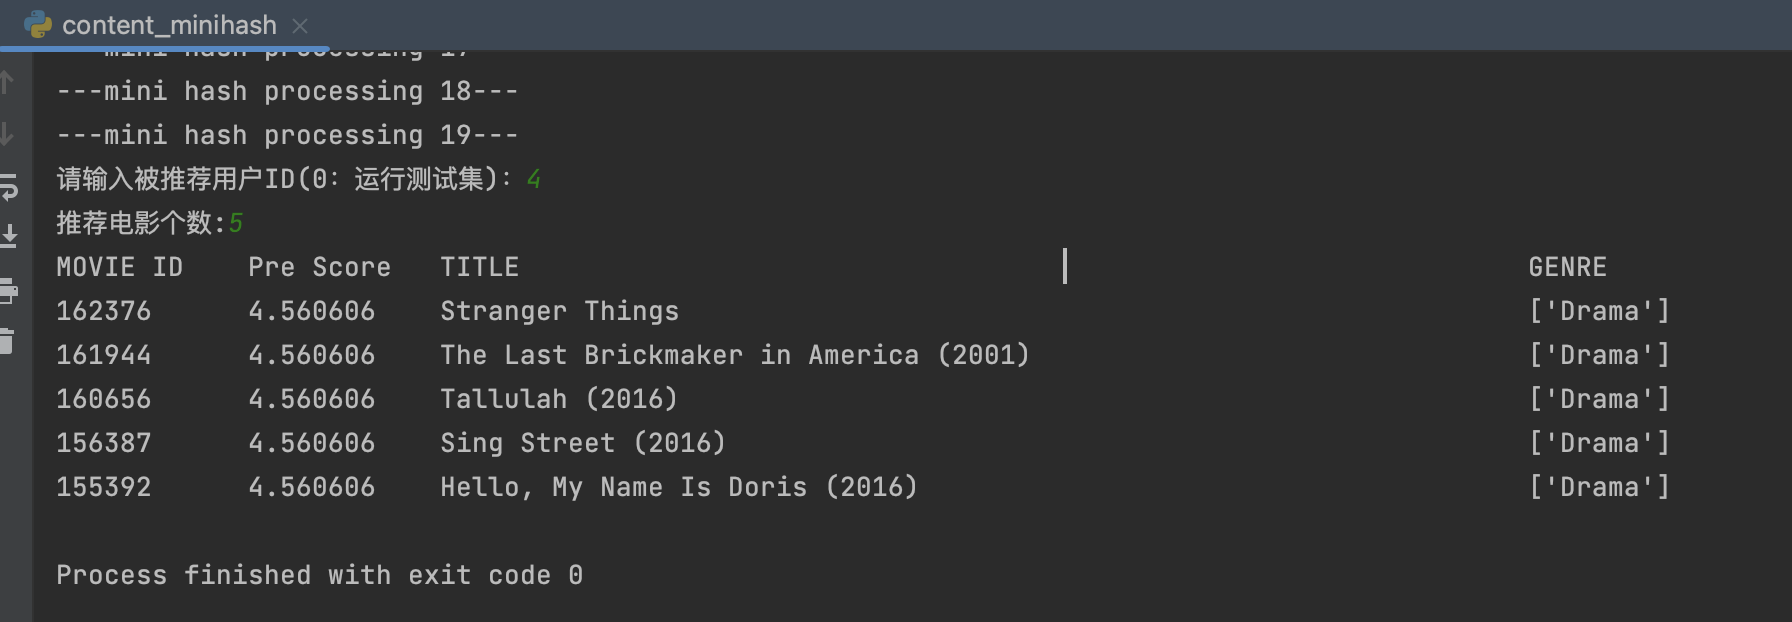 content_minihash
---mini hash processing 18---
---mini hash processing 19---
请输入被推荐用户ID(0: 运行测试集): 4
推荐电影个数:5
MOVIE ID Pre Score TITLE GENRE
162376 4.560606 Stranger Things ['Drama']
161944 4.560606 The Last Brickmaker in America (2001) ['Drama']
160656 4.560606 Tallulah (2016) ['Drama']
156387 4.560606 Sing Street (2016) ['Drama']
155392 4.560606 Hello, My Name Is Doris (2016) ['Drama']
Process finished with exit code 0